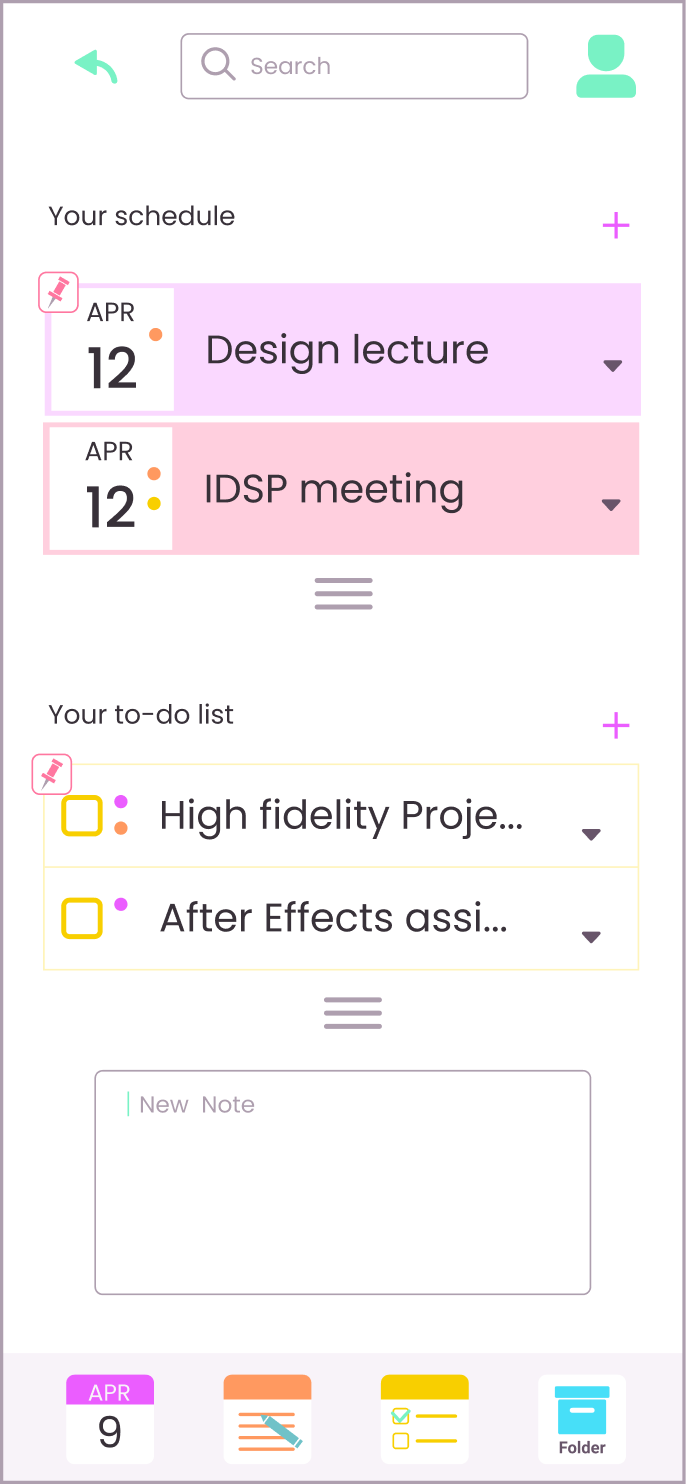 Search
Your schedule
APR
12
Design lecture
APR
12
IDSP meeting
Your to-do list
High fidelity Proje...
After Effects assi...
New Note
APR
9
Folder